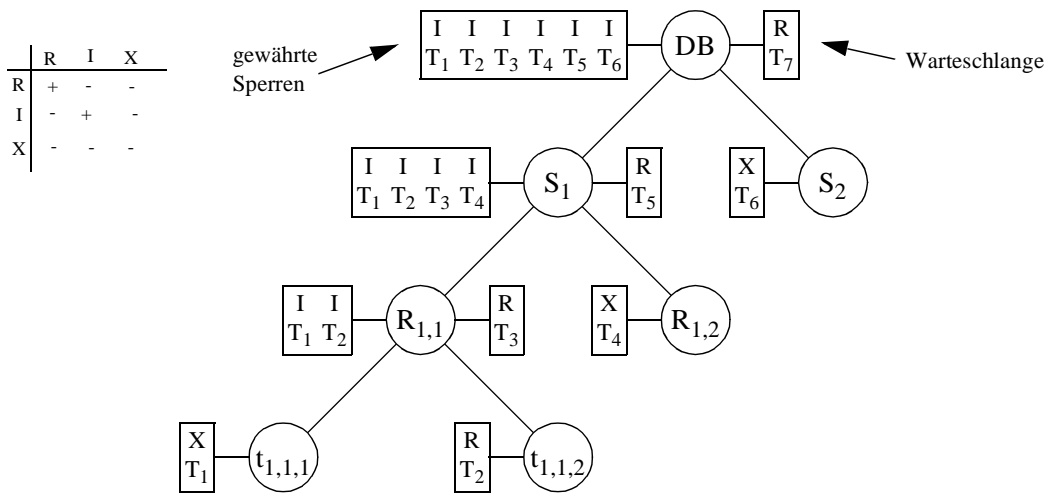 R I X
R + - -
I - + -
X - - -
gewährte
Sperren
I I I I I I
T1 T2 T3 T4 T5 T6
DB
R
T7
Warteschlange
I I I I
T1 T2 T3 T4
S1
R
T5
X
T6
S2
I I
T1 T2
R1,1
R
T3
X
T4
R1,2
X
T1
t1,1,1
R
T2
t1,1,2